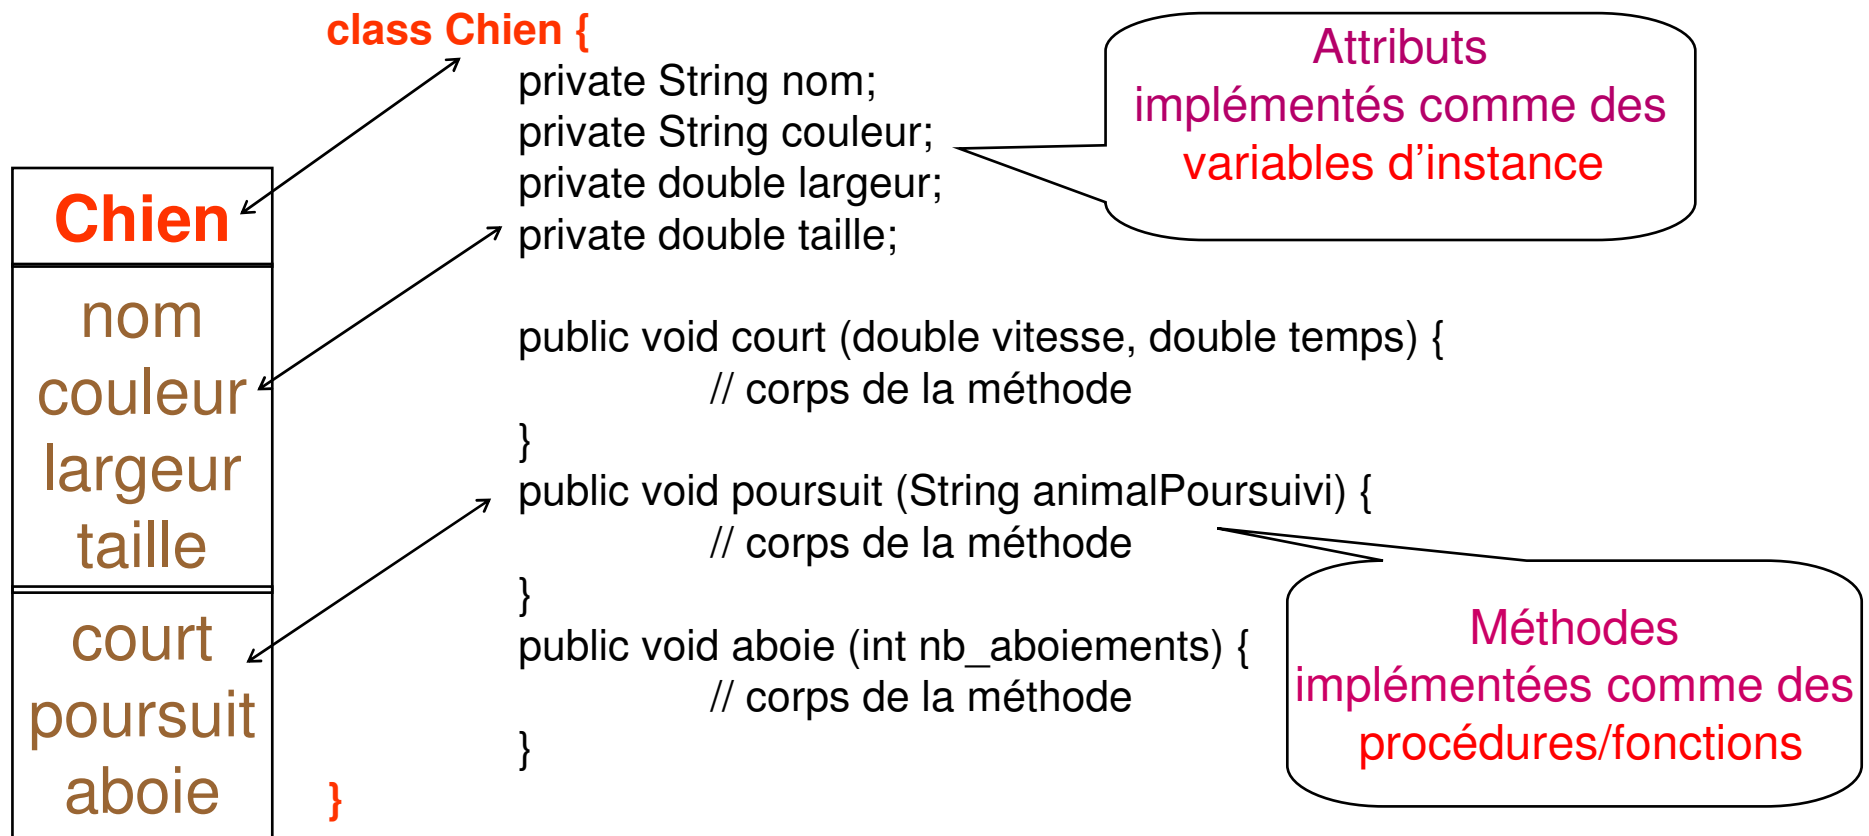 class Chien {
private String nom;
private String couleur;
private double largeur;
private double taille;
public void court (double vitesse, double temps) {
// corps de la méthode
}
public void poursuit (String animalPoursuivi) {
// corps de la méthode
}
public void aboie (int nb_aboiements) {
// corps de la méthode
}
}
Chien
nom
couleur
largeur
taille
court
poursuit
aboie
Attributs
implémentés comme des
variables d’instance
Méthodes
implémentées comme des
procédures/fonctions